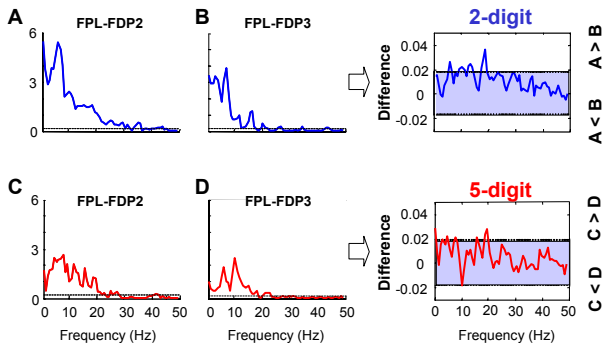 A FPL-FDP2 B FPL-FDP3 2-digit
6
3
0
0 10 20 30 40 50
0 10 20 30 40 50
Difference
0.04
0.02
0
-0.02
0 10 20 30 40 50
A < B A > B
C FPL-FDP2 D FPL-FDP3 5-digit
6
3
0
0 10 20 30 40 50
0 10 20 30 40 50
Difference
0.04
0.02
0
-0.02
0 10 20 30 40 50
C < D C > D
Frequency (Hz) Frequency (Hz) Frequency (Hz)